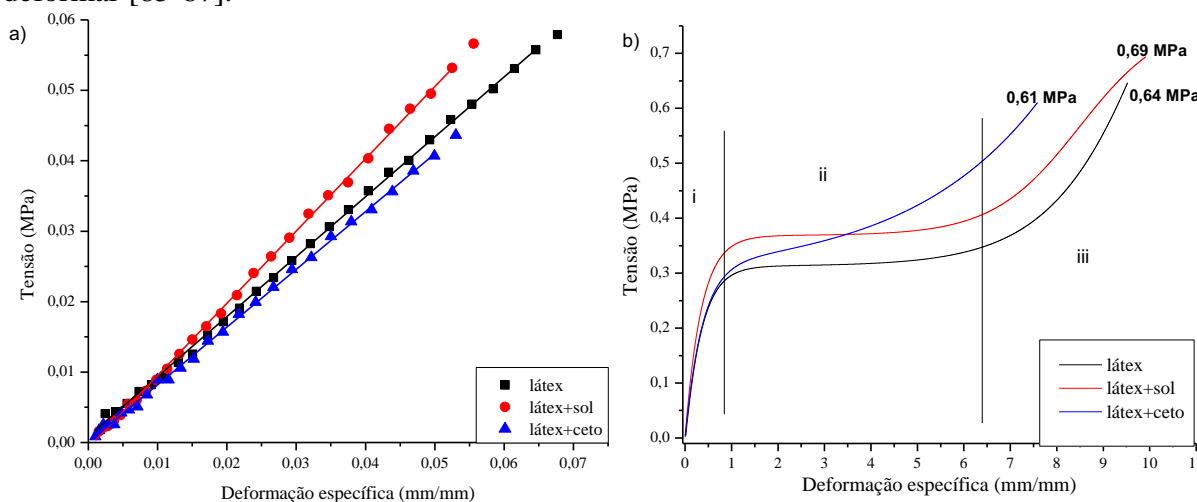 deformar [85-87].
a)
0,06
0,05
0,04
0,03
0,02
0,01
0,00
Tensão (MPa)
0,00 0,01 0,02 0,03 0,04 0,05 0,06 0,07
Deformação específica (mm/mm)
látex
látex+sol
látex+ceto
b)
0,7
0,6
0,5
0,4
0,3
0,2
0,1
0,0
Tensão (MPa)
0,69 MPa
0,61 MPa
0,64 MPa
i
ii
iii
0 1 2 3 4 5 6 7 8 9 10 1
Deformação específica (mm/mm)
látex
látex+sol
látex+ceto